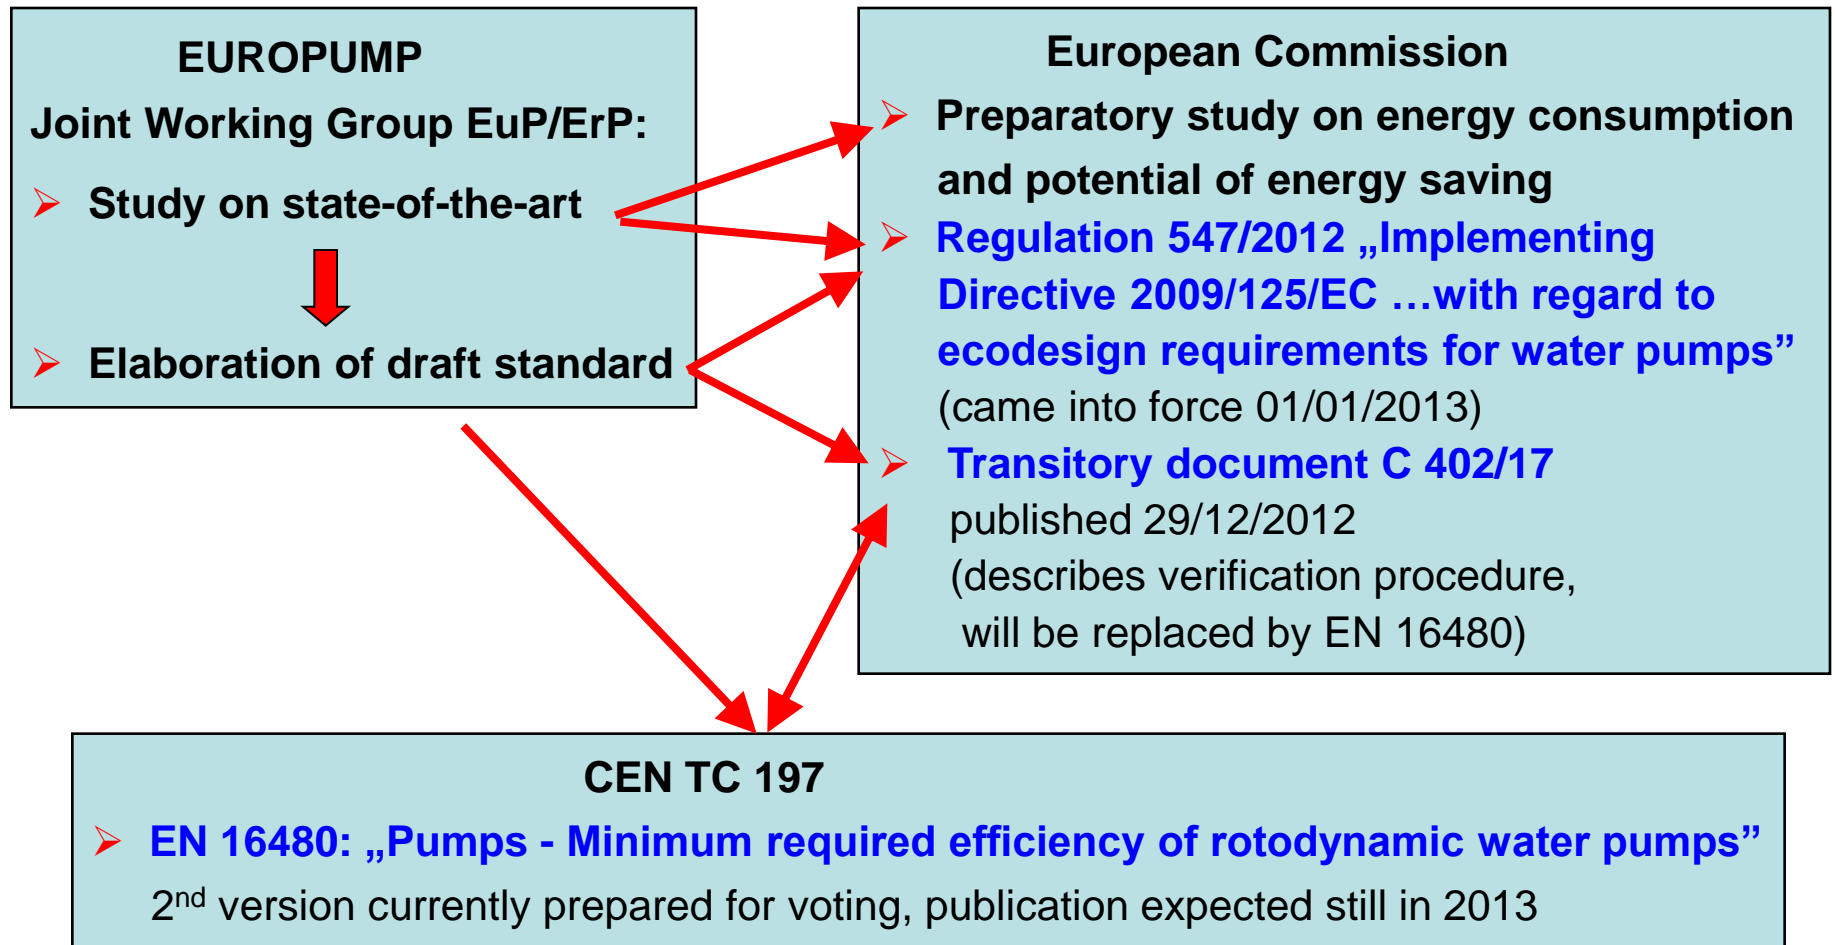 EUROPUMP
Joint Working Group EuP/ErP:
Study on state-of-the-art
Elaboration of draft standard
European Commission
Preparatory study on energy consumption
and potential of energy saving
Regulation 547/2012 „Implementing
Directive 2009/125/EC …with regard to
ecodesign requirements for water pumps”
(came into force 01/01/2013)
Transitory document C 402/17
published 29/12/2012
(describes verification procedure,
will be replaced by EN 16480)
CEN TC 197
EN 16480: „Pumps - Minimum required efficiency of rotodynamic water pumps”
2nd version currently prepared for voting, publication expected still in 2013